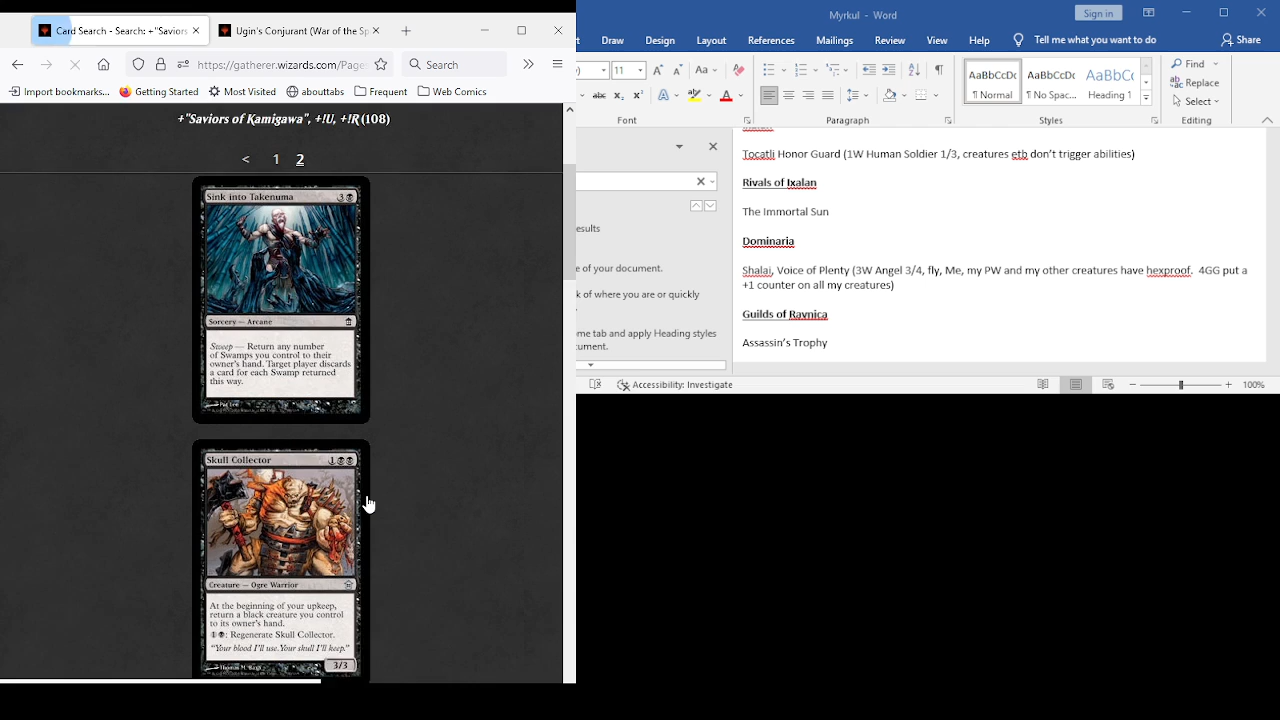 Card Search - Search: +"Saviors
Ugin's Conjurant (War of the Sp
https://gatherer.wizards.com/Page
Search
Import bookmarks...
Getting Started
Most Visited
abouttabs
Frequent
Web Comics
+"Saviors of Kamigawa", +!U, +!R (108)
< 1 2
Sink into Takenuma 3
Sorcery — Arcane
Sweep — Return any number
of Swamps you control to their
owner's hand. Target player discards
a card for each Swamp returned
this way.
Skull Collector 1
Creature — Ogre Warrior
At the beginning of your upkeep,
return a black creature you control
to its owner's hand.
1: Regenerate Skull Collector.
"Your blood I'll use. Your skull I'll keep."
3/3
Myrkul - Word
Sign in
Draw Design Layout References Mailings Review View Help Tell me what you want to do Share
11
Aa
abc x₂ x²
A
Font
Paragraph
AaBbCcDc AaBbCcDc AaBbCc
¶ Normal ¶ No Spac... Heading 1
Styles
Find
Replace
Select
Editing
esults
e of your document.
k of where you are or quickly
ome tab and apply Heading styles
cument.
Tocatli Honor Guard (1W Human Soldier 1/3, creatures etb don't trigger abilities)
Rivals of Ixalan
The Immortal Sun
Dominaria
Shalai, Voice of Plenty (3W Angel 3/4, fly, Me, my PW and my other creatures have hexproof. 4GG put a
+1 counter on all my creatures)
Guilds of Ravnica
Assassin's Trophy
Accessibility: Investigate
100%